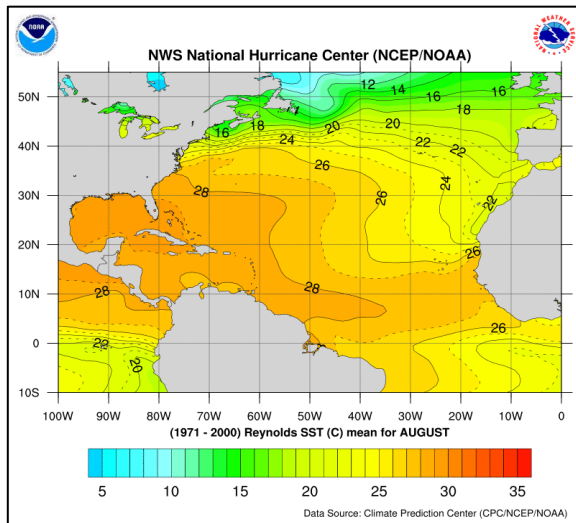 NOAA
NATIONAL WEATHER SERVICE
NWS National Hurricane Center (NCEP/NOAA)
12
14
50N
16
16
18
18
20
20
24
22
22
40N
26
24
28
26
22
30N
20N
26
28
10N
28
26
22
0
20
10S
100W 90W 80W 70W 60W 50W 40W 30W 20W 10W 0
(1971 - 2000) Reynolds SST (C) mean for AUGUST
5 10 15 20 25 30 35
Data Source: Climate Prediction Center (CPC/NCEP/NOAA)